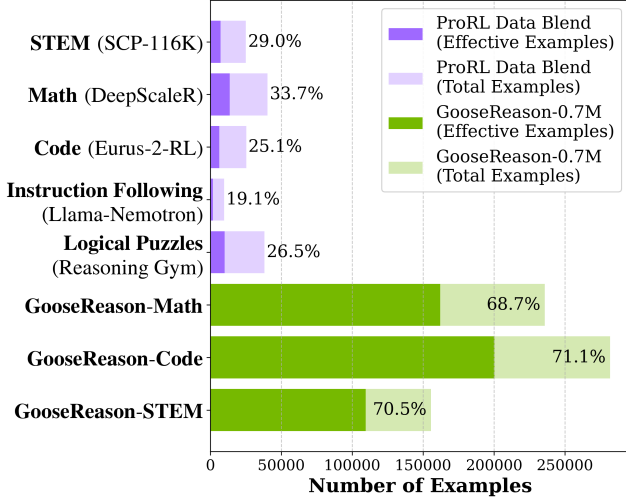 STEM (SCP-116K)
29.0%
Math (DeepScaleR)
33.7%
Code (Eurus-2-RL)
25.1%
Instruction Following
(Llama-Nemotron)
19.1%
Logical Puzzles
(Reasoning Gym)
26.5%
GooseReason-Math
68.7%
GooseReason-Code
71.1%
GooseReason-STEM
70.5%
ProRL Data Blend
(Effective Examples)
ProRL Data Blend
(Total Examples)
GooseReason-0.7M
(Effective Examples)
GooseReason-0.7M
(Total Examples)
0 50000 100000 150000 200000 250000
Number of Examples